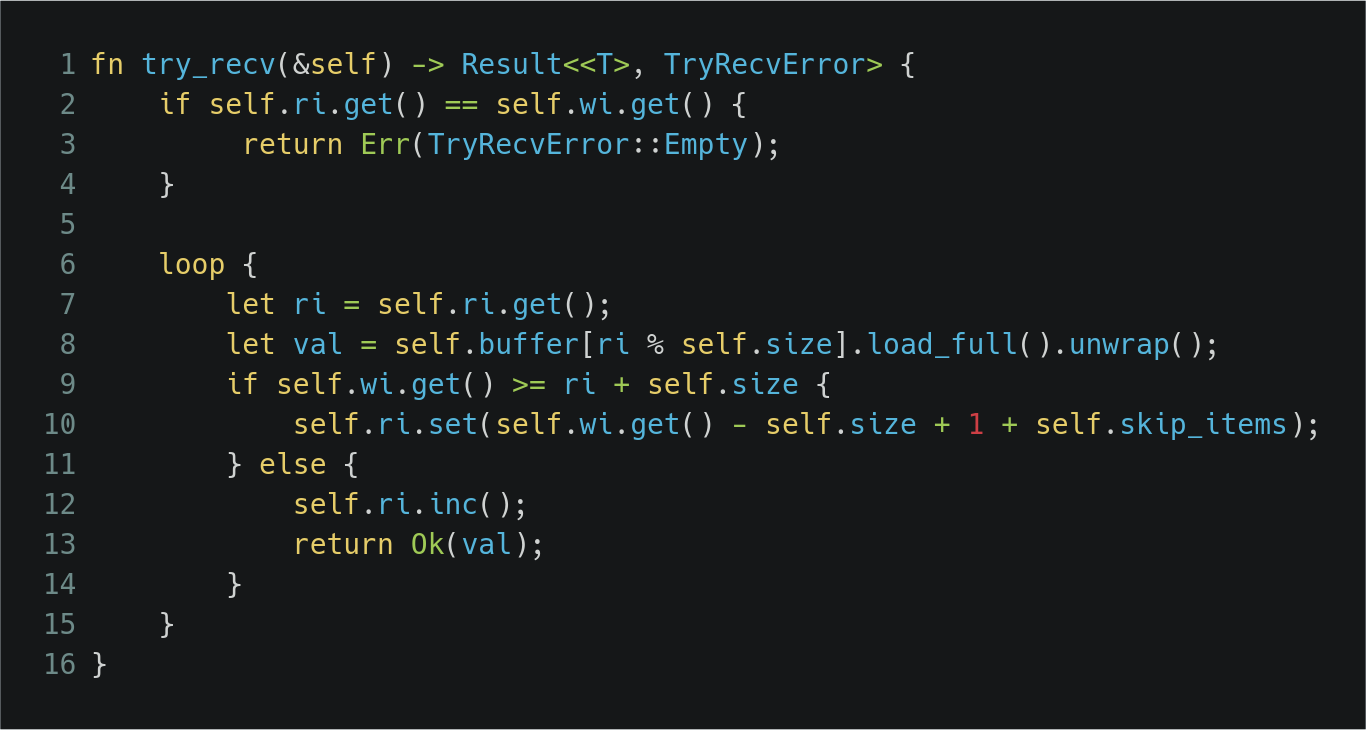 1 fn try_recv(&self) -> Result<<T>, TryRecvError> {
2     if self.ri.get() == self.wi.get() {
3          return Err(TryRecvError::Empty);
4     }
5
6     loop {
7         let ri = self.ri.get();
8         let val = self.buffer[ri % self.size].load_full().unwrap();
9         if self.wi.get() >= ri + self.size {
10             self.ri.set(self.wi.get() - self.size + 1 + self.skip_items);
11         } else {
12             self.ri.inc();
13             return Ok(val);
14         }
15     }
16 }